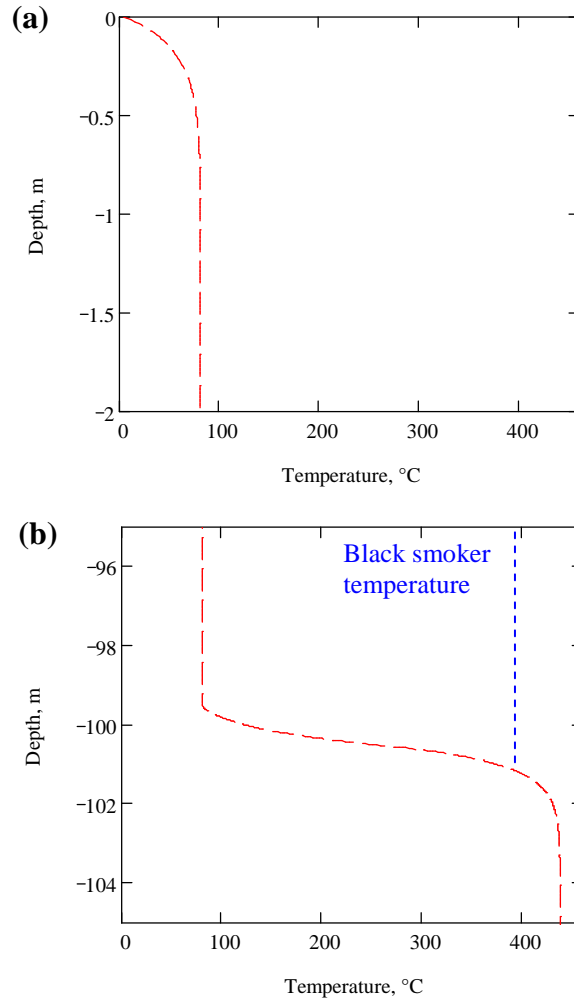 (a)
0
−0.5
−1
−1.5
−2
Depth, m
0 100 200 300 400
Temperature, °C
(b)
Black smoker
temperature
−96
−98
−100
−102
−104
Depth, m
0 100 200 300 400
Temperature, °C